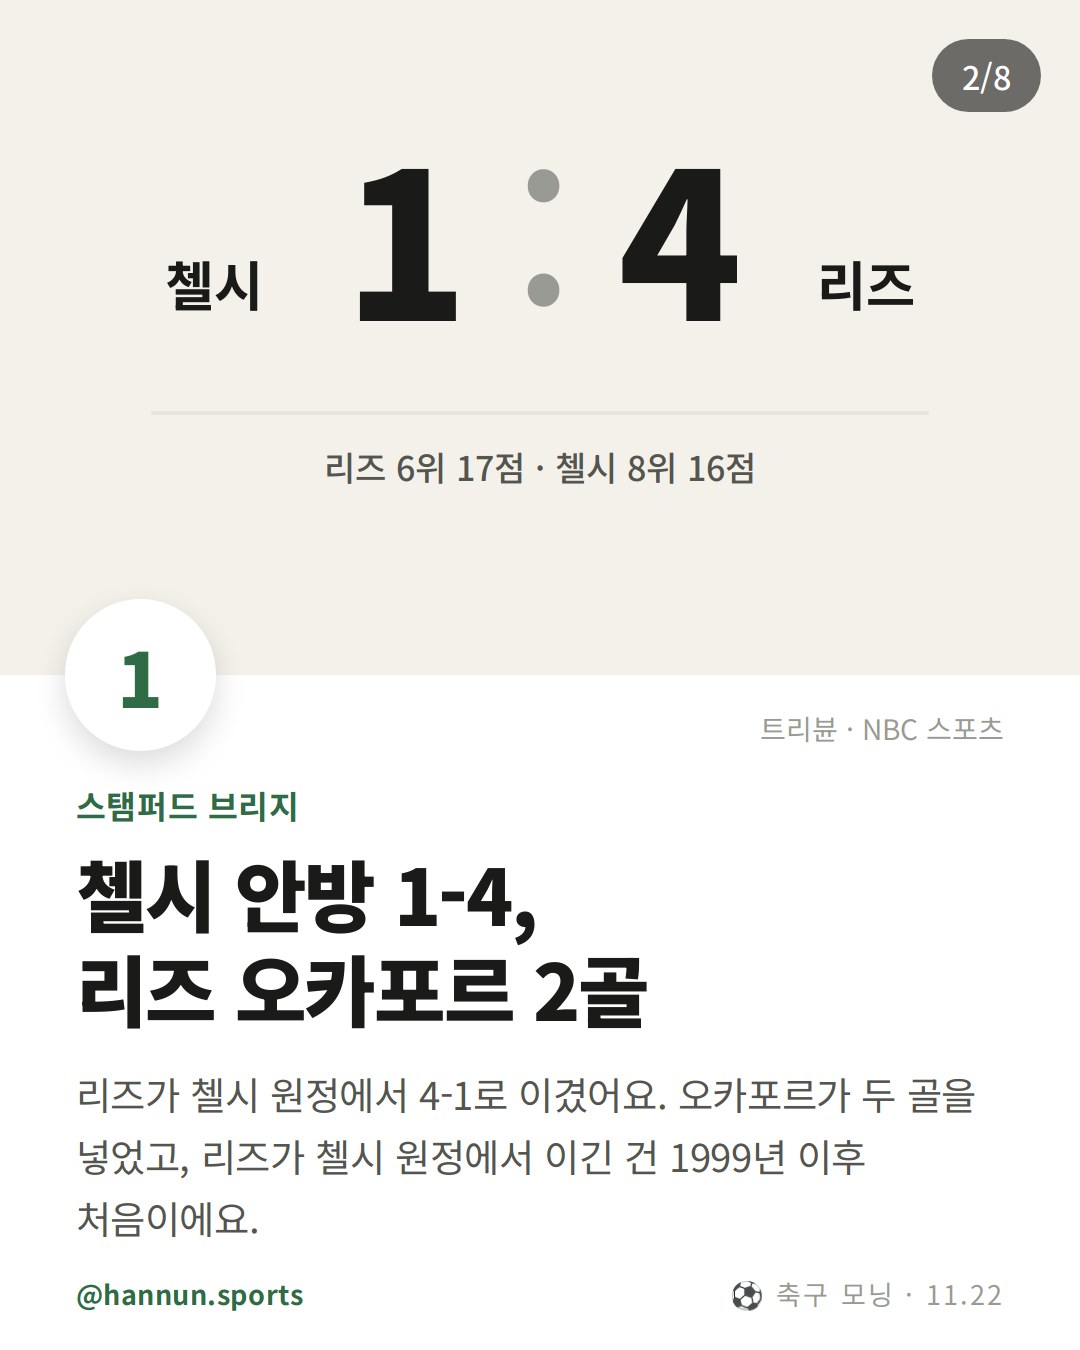 2/8
첼시 1 : 4 리즈
리즈 6위 17점 · 첼시 8위 16점
1
트리뷴 · NBC 스포츠
스탬퍼드 브리지
첼시 안방 1-4,
리즈 오카포르 2골
리즈가 첼시 원정에서 4-1로 이겼어요. 오카포르가 두 골을
넣었고, 리즈가 첼시 원정에서 이긴 건 1999년 이후
처음이에요.
@hannun.sports
⚽ 축구 모닝 · 11.22